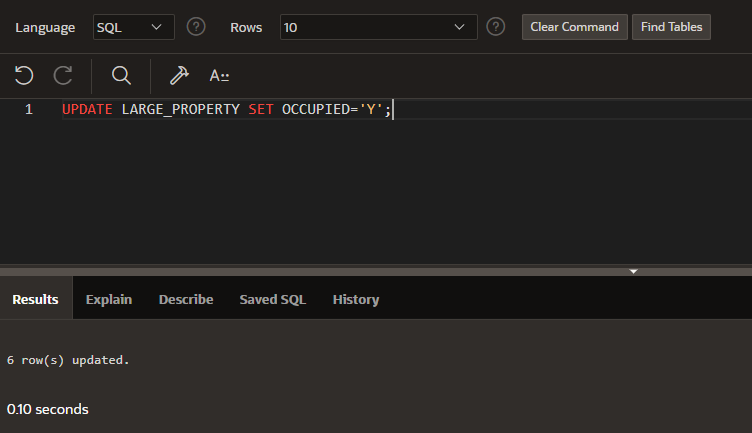 Language SQL ? Rows 10 ? Clear Command Find Tables
A::
1 UPDATE LARGE_PROPERTY SET OCCUPIED='Y';
Results Explain Describe Saved SQL History
6 row(s) updated.
0.10 seconds